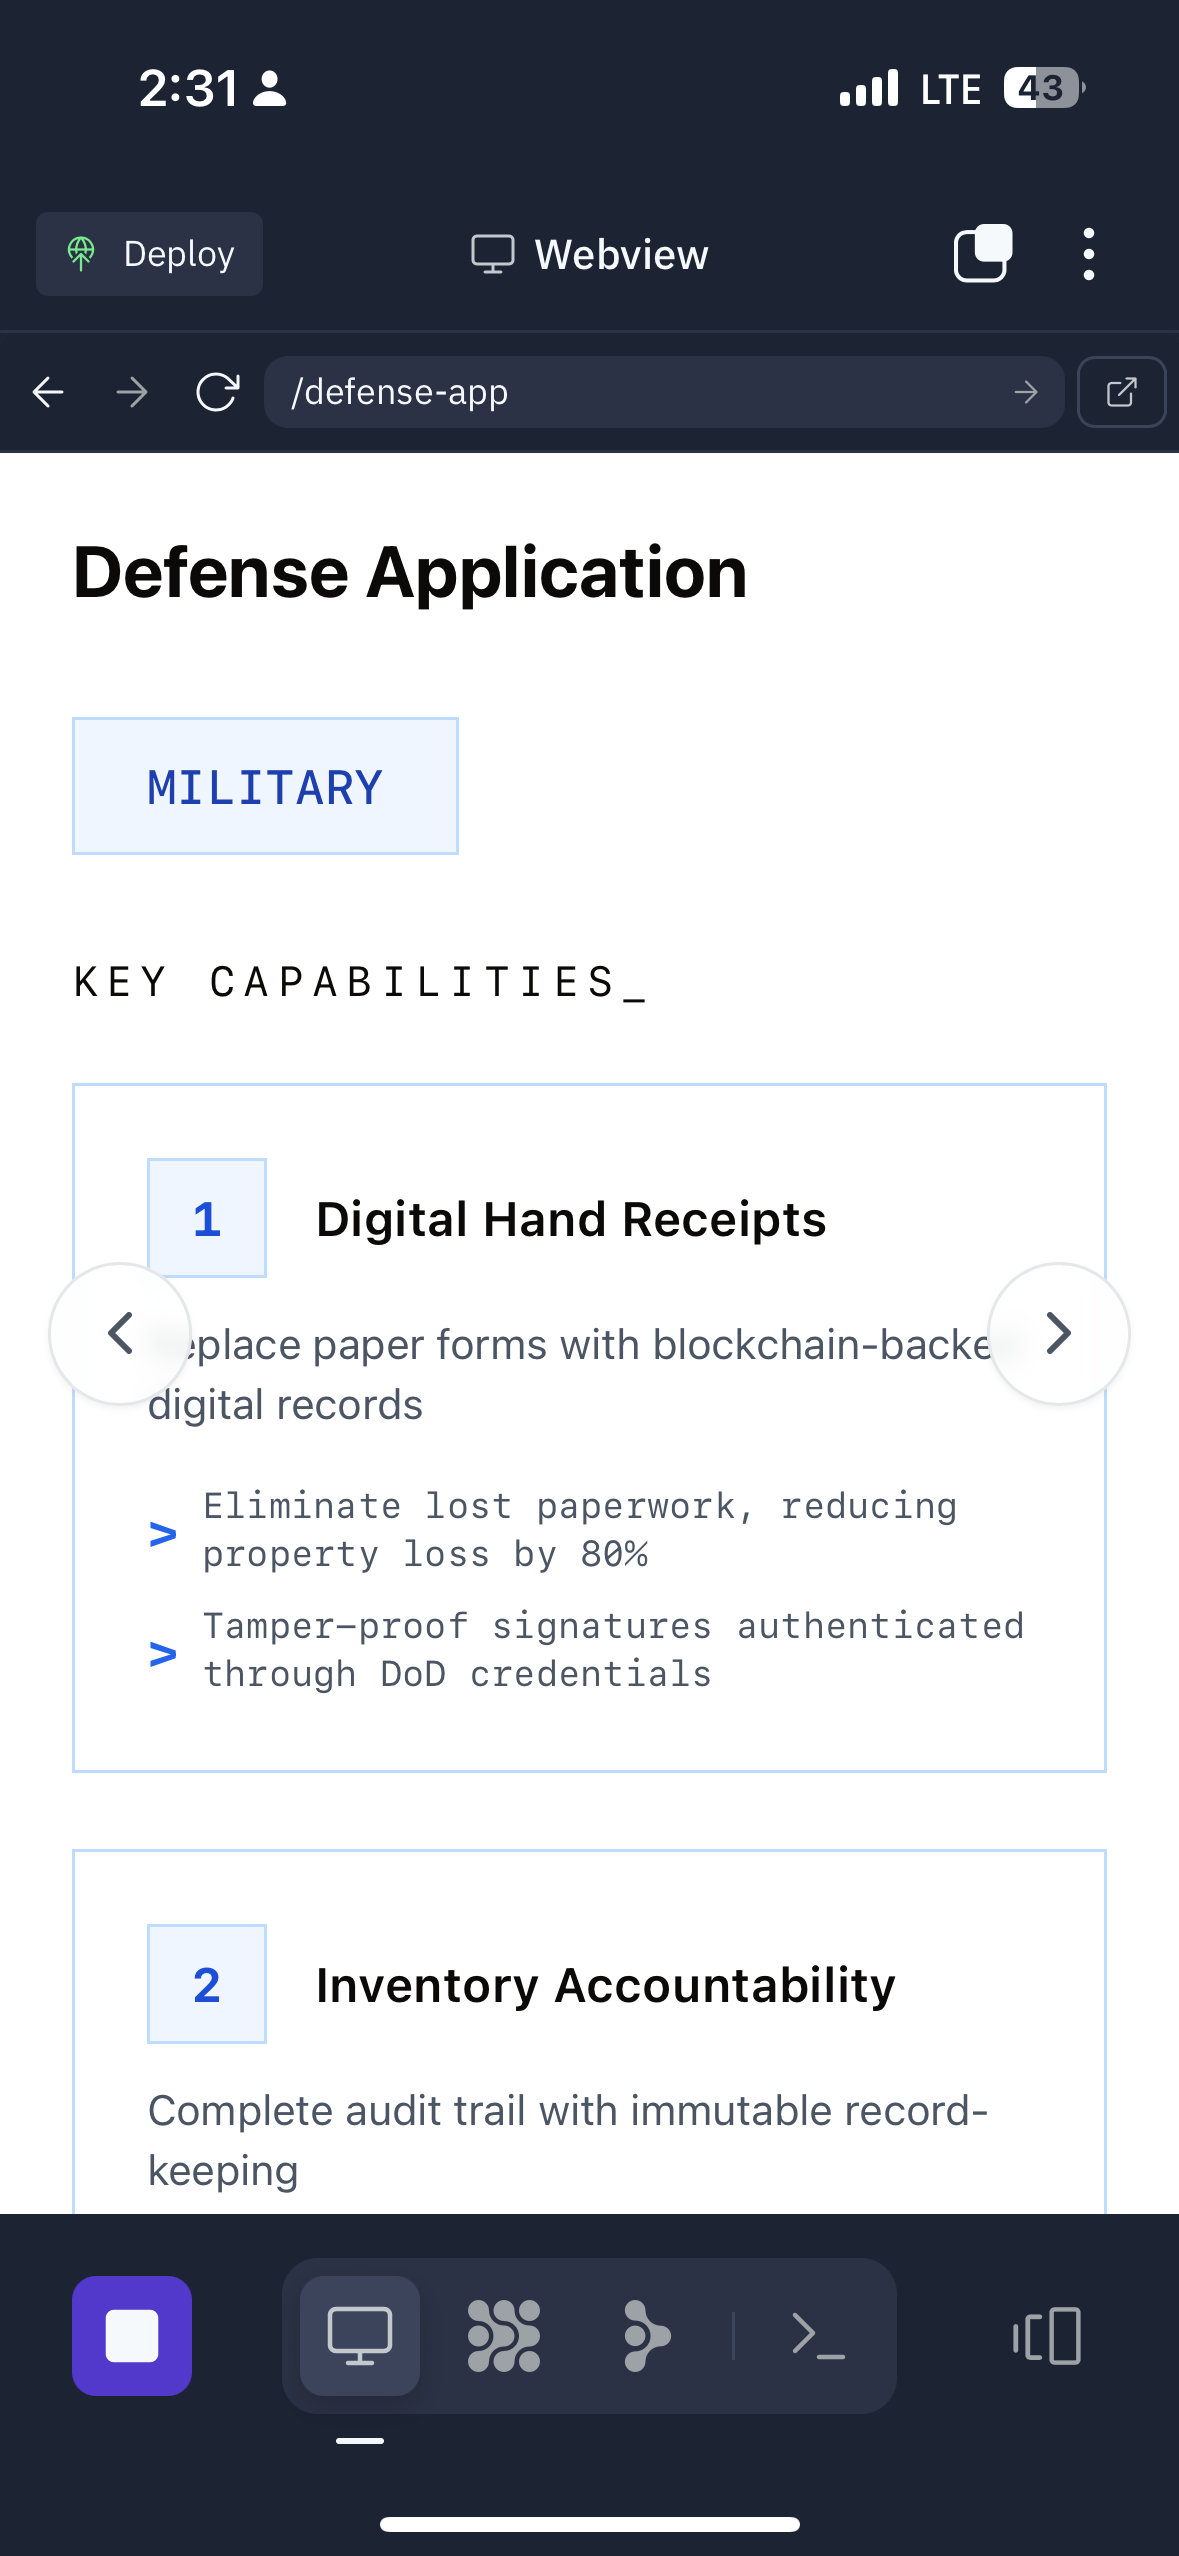 2:31
LTE 43
Deploy
Webview
/defense-app
Defense Application
MILITARY
KEY CAPABILITIES_
1 Digital Hand Receipts
eplace paper forms with blockchain-backe
digital records
> Eliminate lost paperwork, reducing
property loss by 80%
> Tamper-proof signatures authenticated
through DoD credentials
2 Inventory Accountability
Complete audit trail with immutable record-
keeping